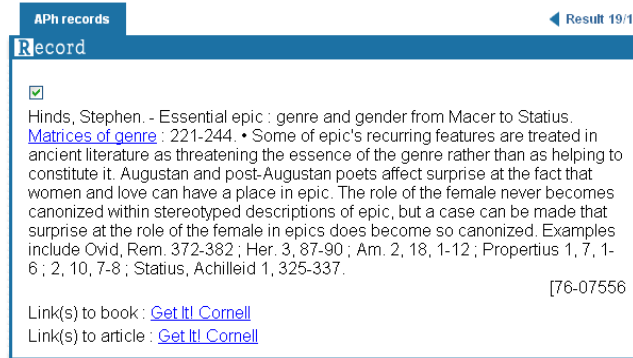 APh records
Result 19/1
Record
Hinds, Stephen. - Essential epic : genre and gender from Macer to Statius.
Matrices of genre : 221-244. • Some of epic's recurring features are treated in
ancient literature as threatening the essence of the genre rather than as helping to
constitute it. Augustan and post-Augustan poets affect surprise at the fact that
women and love can have a place in epic. The role of the female never becomes
canonized within stereotyped descriptions of epic, but a case can be made that
surprise at the role of the female in epics does become so canonized. Examples
include Ovid, Rem. 372-382 ; Her. 3, 87-90 ; Am. 2, 18, 1-12 ; Propertius 1, 7, 1-
6 ; 2, 10, 7-8 ; Statius, Achilleid 1, 325-337.
[76-07556
Link(s) to book : Get It! Cornell
Link(s) to article : Get It! Cornell